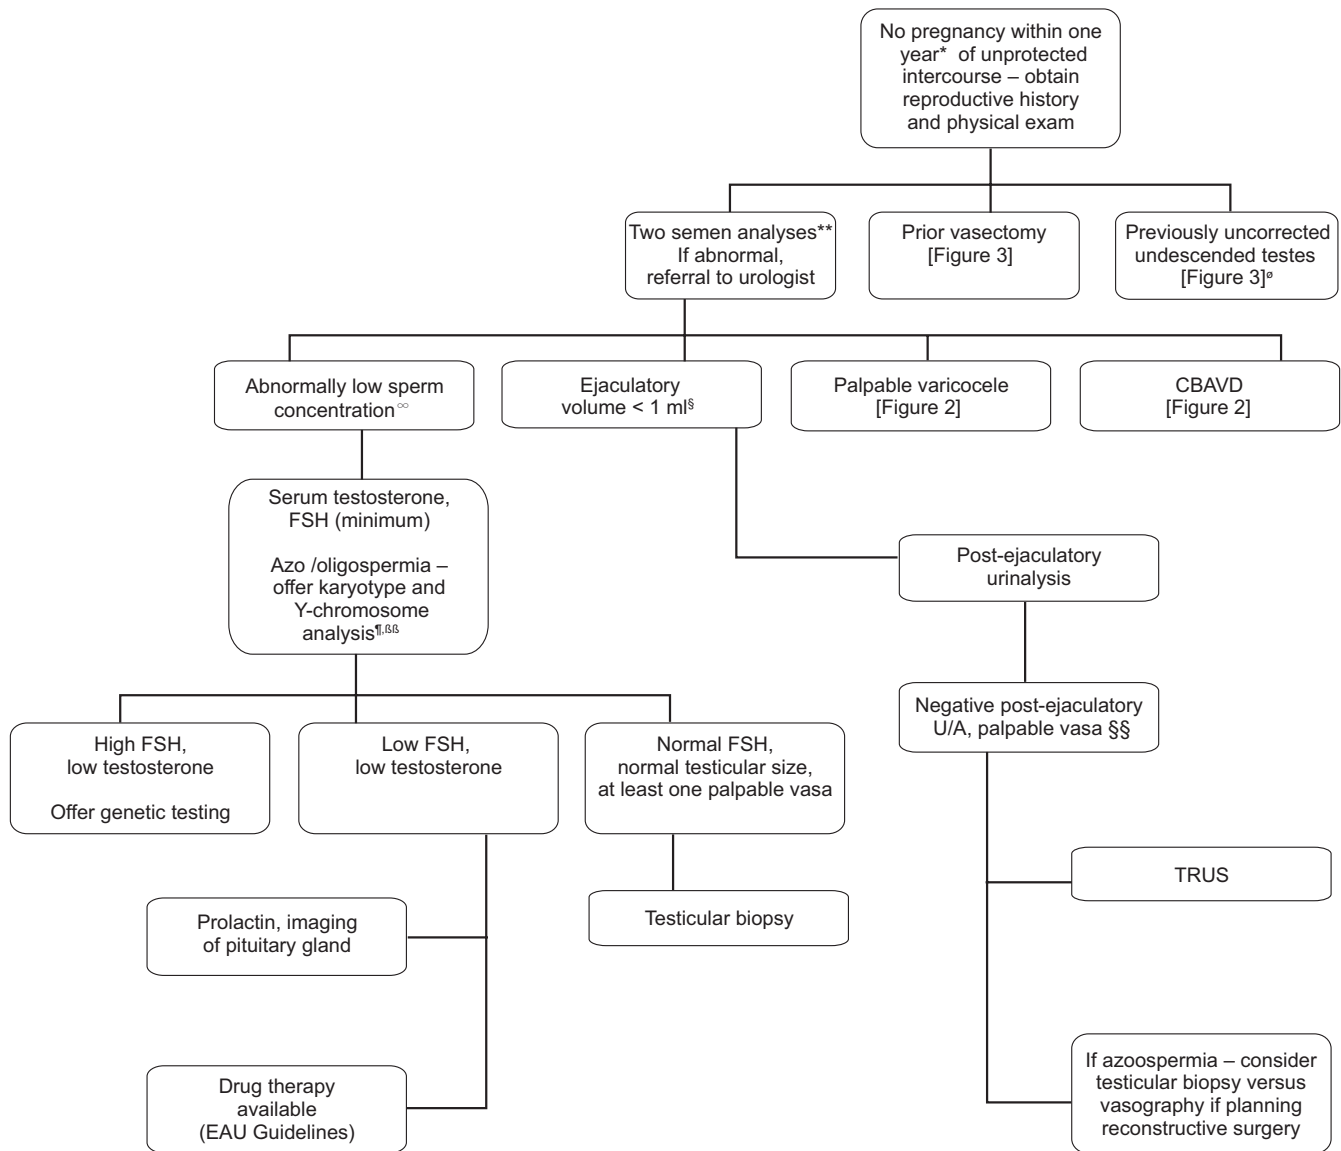 No pregnancy within one
year* of unprotected
intercourse – obtain
reproductive history
and physical exam
Two semen analyses**
If abnormal,
referral to urologist
Prior vasectomy
[Figure 3]
Previously uncorrected
undescended testes
[Figure 3]ø
Abnormally low sperm
concentration∞
Ejaculatory
volume < 1 ml§
Palpable varicocele
[Figure 2]
CBAVD
[Figure 2]
Serum testosterone,
FSH (minimum)
Azo /oligospermia –
offer karyotype and
Y-chromosome
analysis¶,ßß
Post-ejaculatory
urinalysis
Negative post-ejaculatory
U/A, palpable vasa §§
High FSH,
low testosterone
Offer genetic testing
Low FSH,
low testosterone
Normal FSH,
normal testicular size,
at least one palpable vasa
TRUS
Prolactin, imaging
of pituitary gland
Testicular biopsy
Drug therapy
available
(EAU Guidelines)
If azoospermia – consider
testicular biopsy versus
vasography if planning
reconstructive surgery